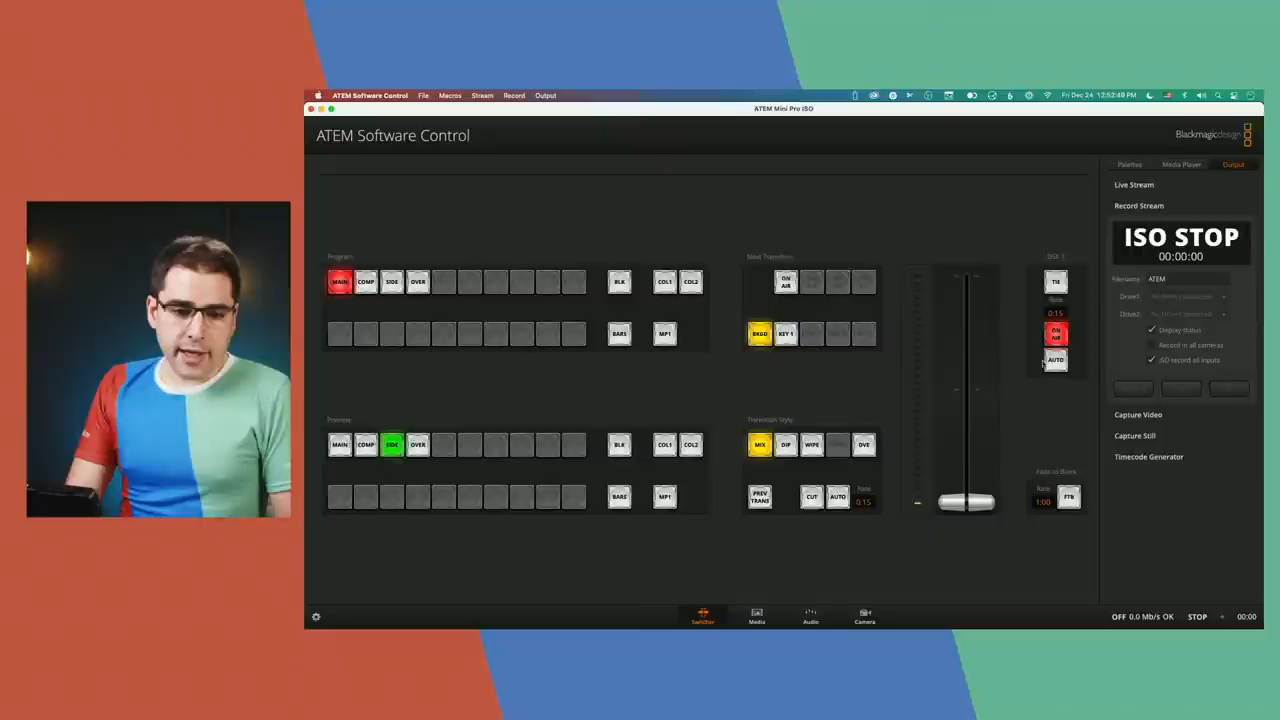 ATEM Software Control File Macros Stream Record Output
Fri Dec 24 12:52:49 PM
ATEM Mini Pro ISO
ATEM Software Control
Blackmagicdesign
Palettes Media Player Output
Live Stream
Record Stream
ISO STOP
00:00:00
Filename: ATEM
Drive1:
Drive2:
Display status
Record in all cameras
ISO record all inputs
Capture Video
Capture Still
Timecode Generator
Program
MAIN COMP SIDE OVER BLK COL1 COL2
BARS MP1
Next Transition
ON AIR
BKGD KEY 1
DSK 1
TIE
Rate
0:15
ON AIR
AUTO
Preview
MAIN COMP SIDE OVER BLK COL1 COL2
BARS MP1
Transition Style
MIX DIP WIPE DVE
PREV TRANS CUT AUTO Rate 0:15
Fade to Black
Rate 1:00 FTB
Switcher Media Audio Camera
OFF 0.0 Mb/s OK STOP 00:00